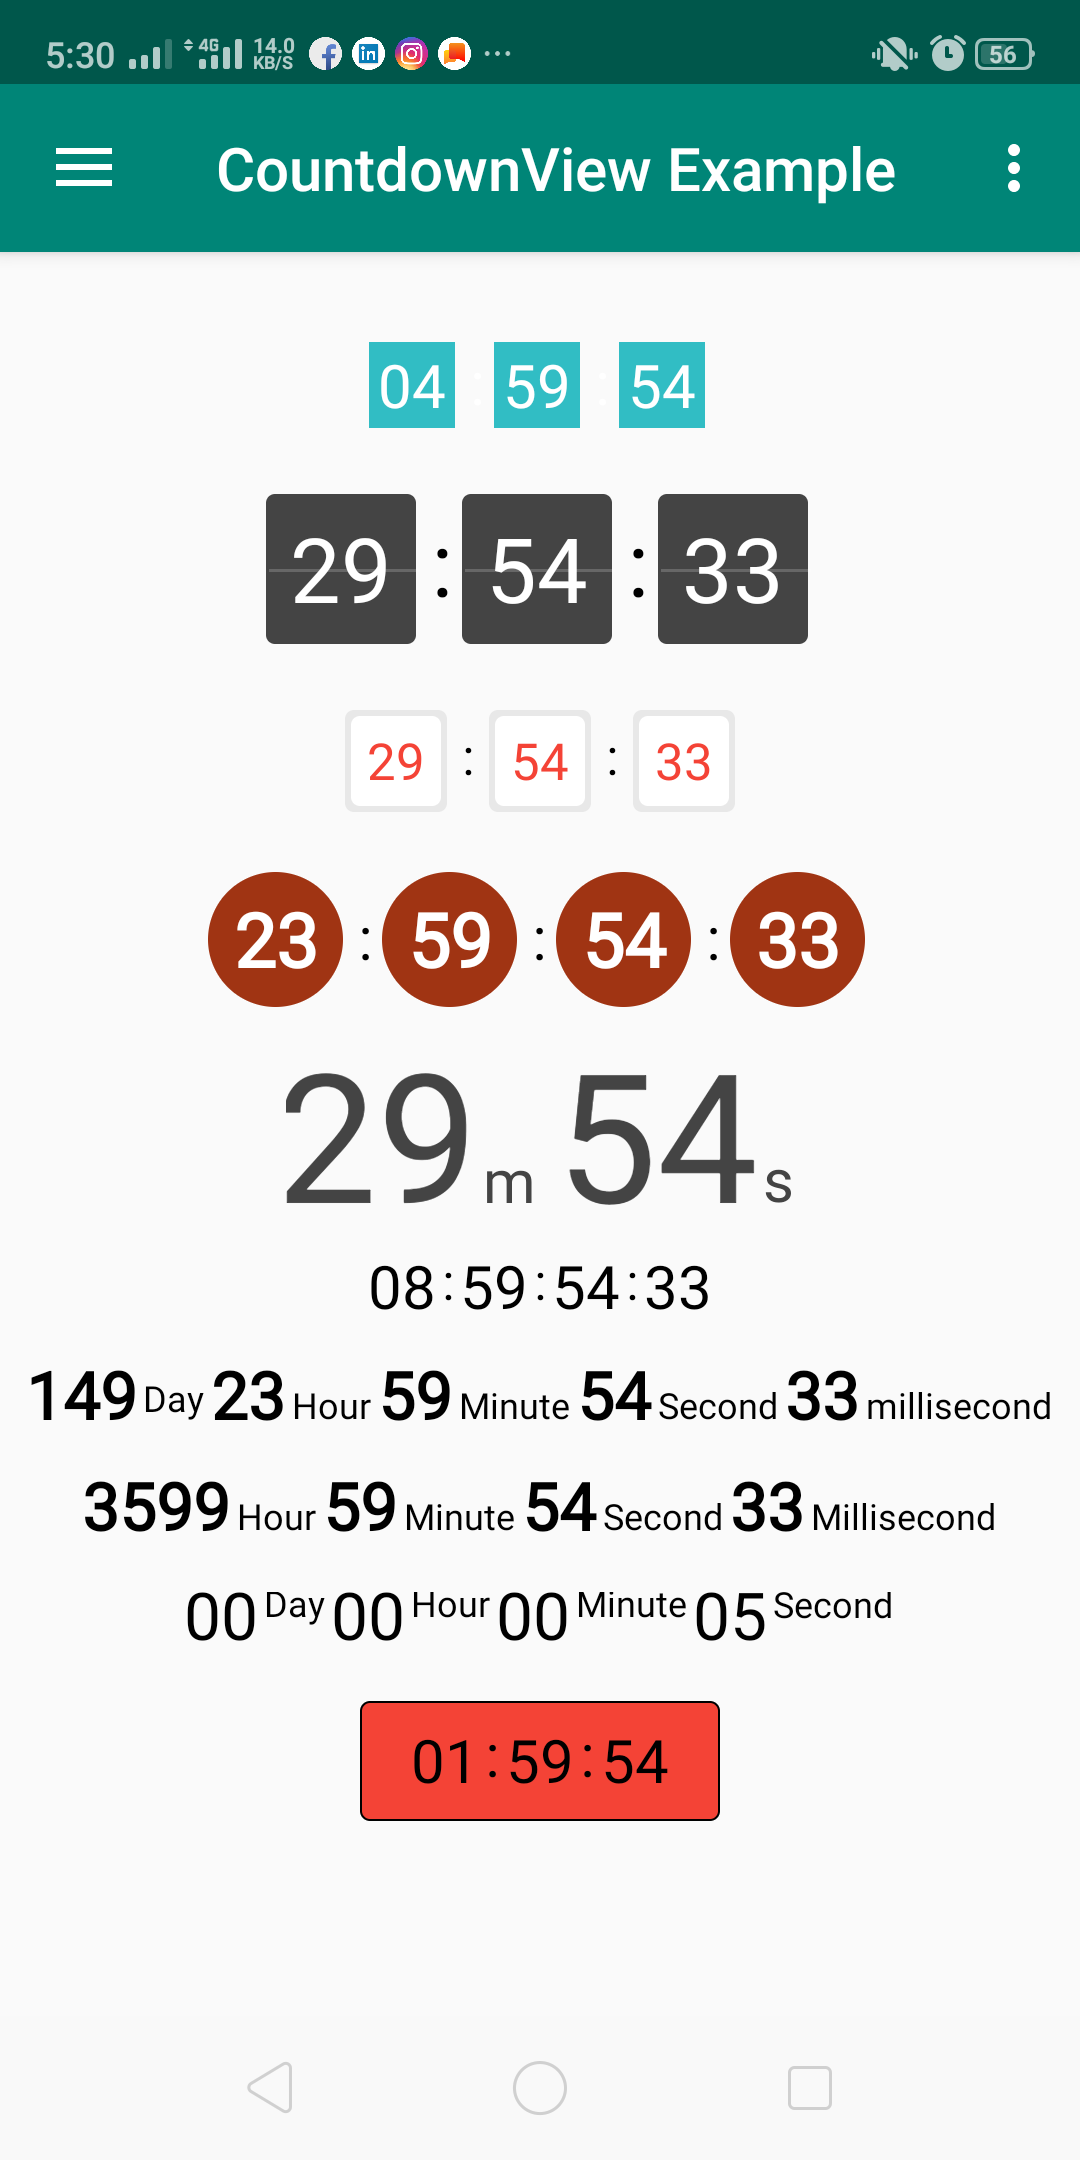 5:30 4G 14.0 KB/S 56
CountdownView Example
04 : 59 : 54
29 : 54 : 33
29 : 54 : 33
23 : 59 : 54 : 33
29 m 54 s
08:59:54:33
149 Day 23 Hour 59 Minute 54 Second 33 millisecond
3599 Hour 59 Minute 54 Second 33 Millisecond
00 Day 00 Hour 00 Minute 05 Second
01:59:54